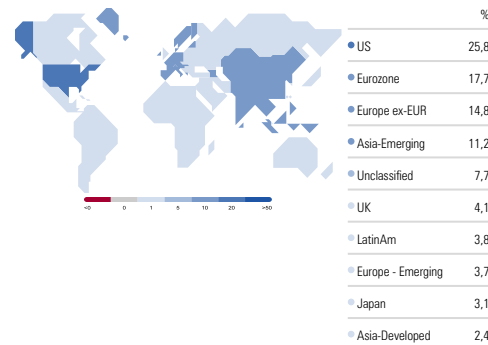 %
US 25,8
Eurozone 17,7
Europe ex-EUR 14,8
Asia-Emerging 11,2
Unclassified 7,7
UK 4,1
LatinAm 3,8
Europe - Emerging 3,7
Japan 3,1
Asia-Developed 2,4
<0 0 1 5 10 20 >50